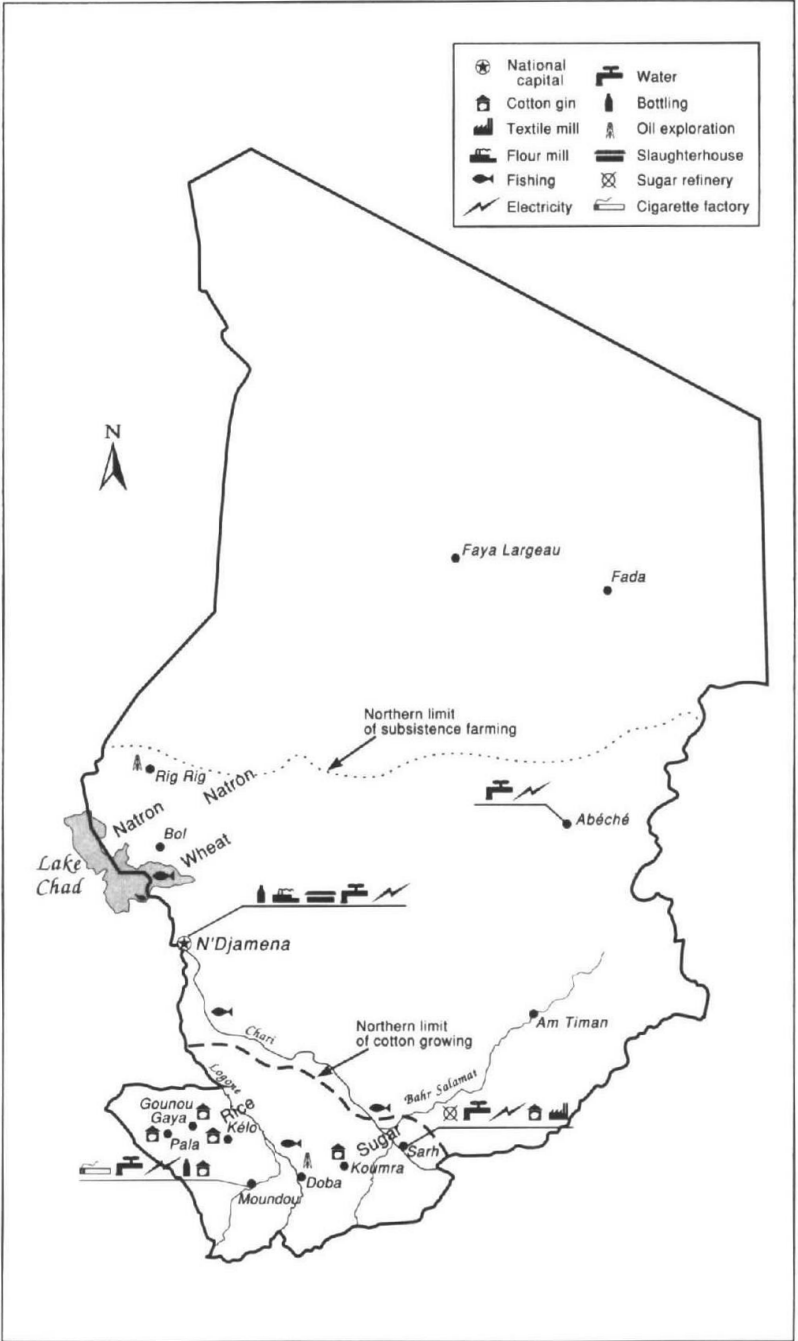 National
capital
Cotton gin
Textile mill
Flour mill
Fishing
Electricity
Water
Bottling
Oil exploration
Slaughterhouse
Sugar refinery
Cigarette factory
N
Faya Largeau
Fada
Northern limit
of subsistence farming
Rig Rig
Natron
Natron
Bol
Wheat
Abéché
Lake
Chad
N'Djamena
Am Timan
Chari
Northern limit
of cotton growing
Bahr Salamat
Logone
Gounou
Gaya
Rice
Kélo
Pala
Sugar
Sarh
Koumra
Doba
Moundou